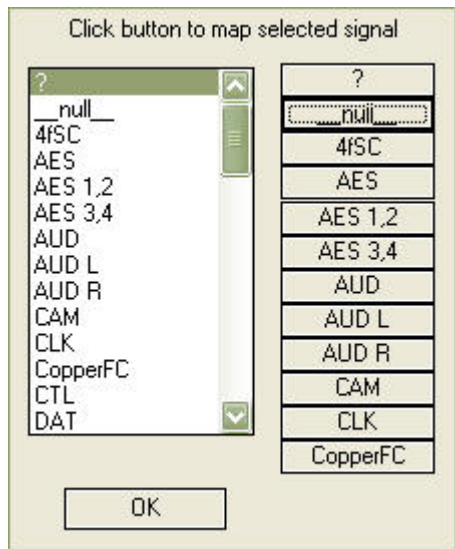 Click button to map selected signal
?
__null__
4fSC
AES
AES 1,2
AES 3,4
AUD
AUD L
AUD R
CAM
CLK
CopperFC
CTL
DAT
?
__null__
4fSC
AES
AES 1,2
AES 3,4
AUD
AUD L
AUD R
CAM
CLK
CopperFC
OK